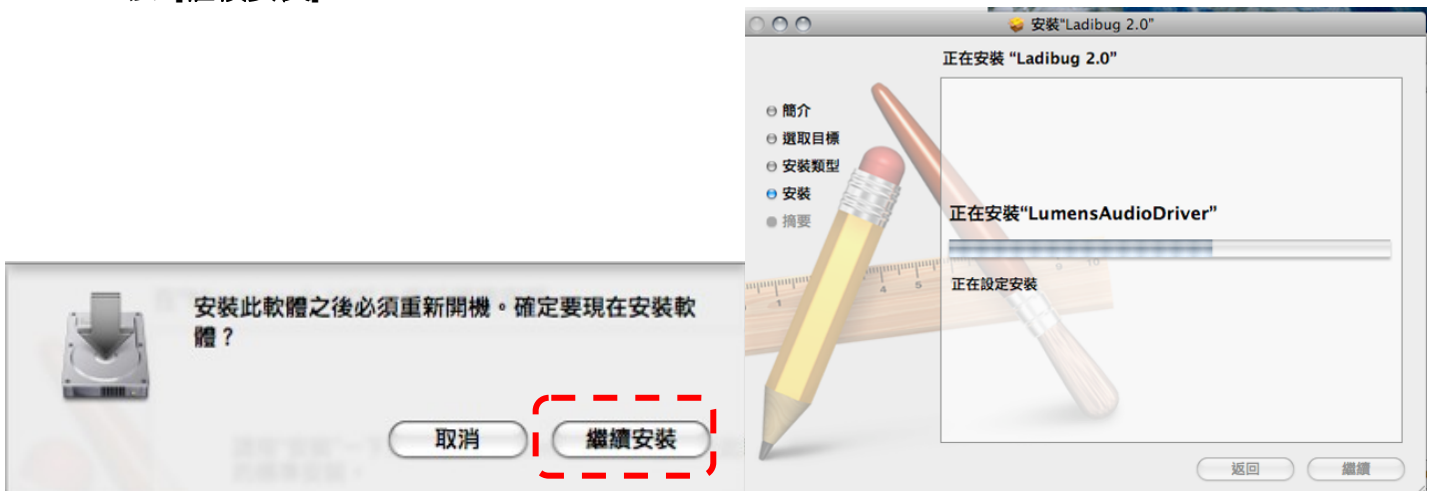 安裝此軟體之後必須重新開機。確定要現在安裝軟
體？
取消
繼續安裝
安裝"Ladibug 2.0"
正在安裝 "Ladibug 2.0"
簡介
選取目標
安裝類型
安裝
摘要
正在安裝"LumensAudioDriver"
正在設定安裝
返回
繼續